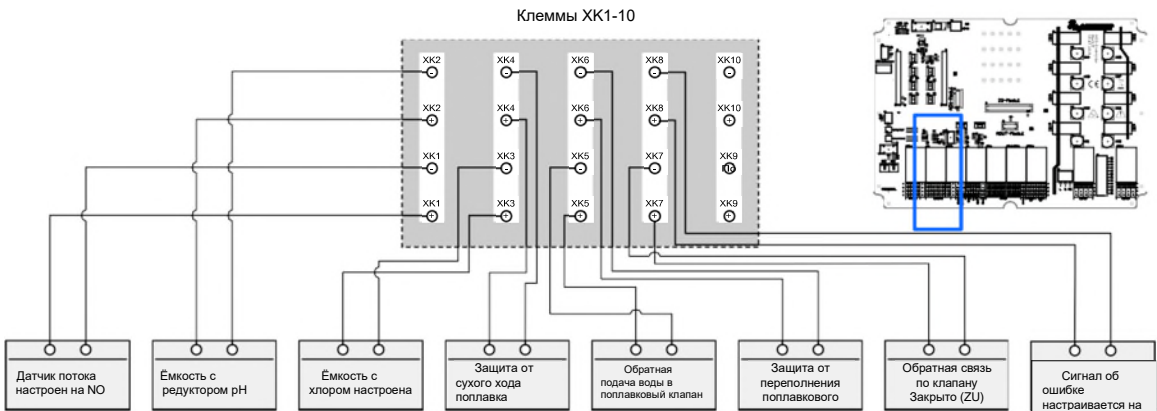 Клеммы XK1-10
XK2 XK4 XK6 XK8 XK10
XK2 XK4 XK6 XK8 XK10
XK1 XK3 XK5 XK7 XK9
XK1 XK3 XK5 XK7 XK9
Датчик потока
настроен на NO
Ёмкость с
редуктором pH
Ёмкость с
хлором настроена
Защита от
сухого хода
поплавка
Обратная
подача воды в
поплавковый клапан
Защита от
переполнения
поплавкового
Обратная связь
по клапану
Закрыто (ZU)
Сигнал об
ошибке
настраивается на